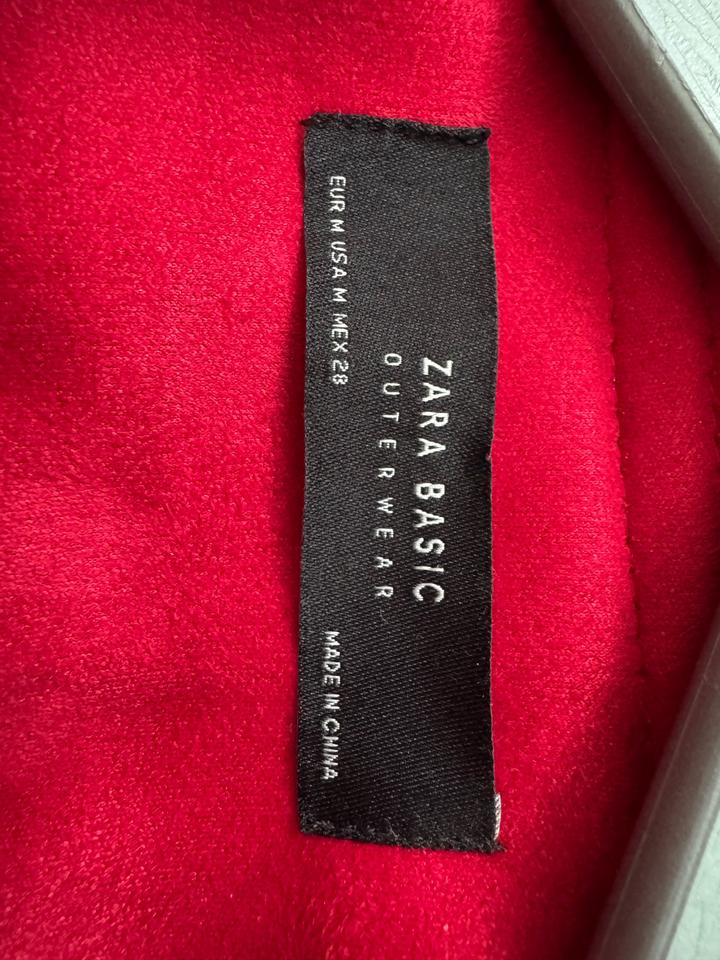 ZARA BASIC
OUTERWEAR
EUR M USA M MEX 28
MADE IN CHINA